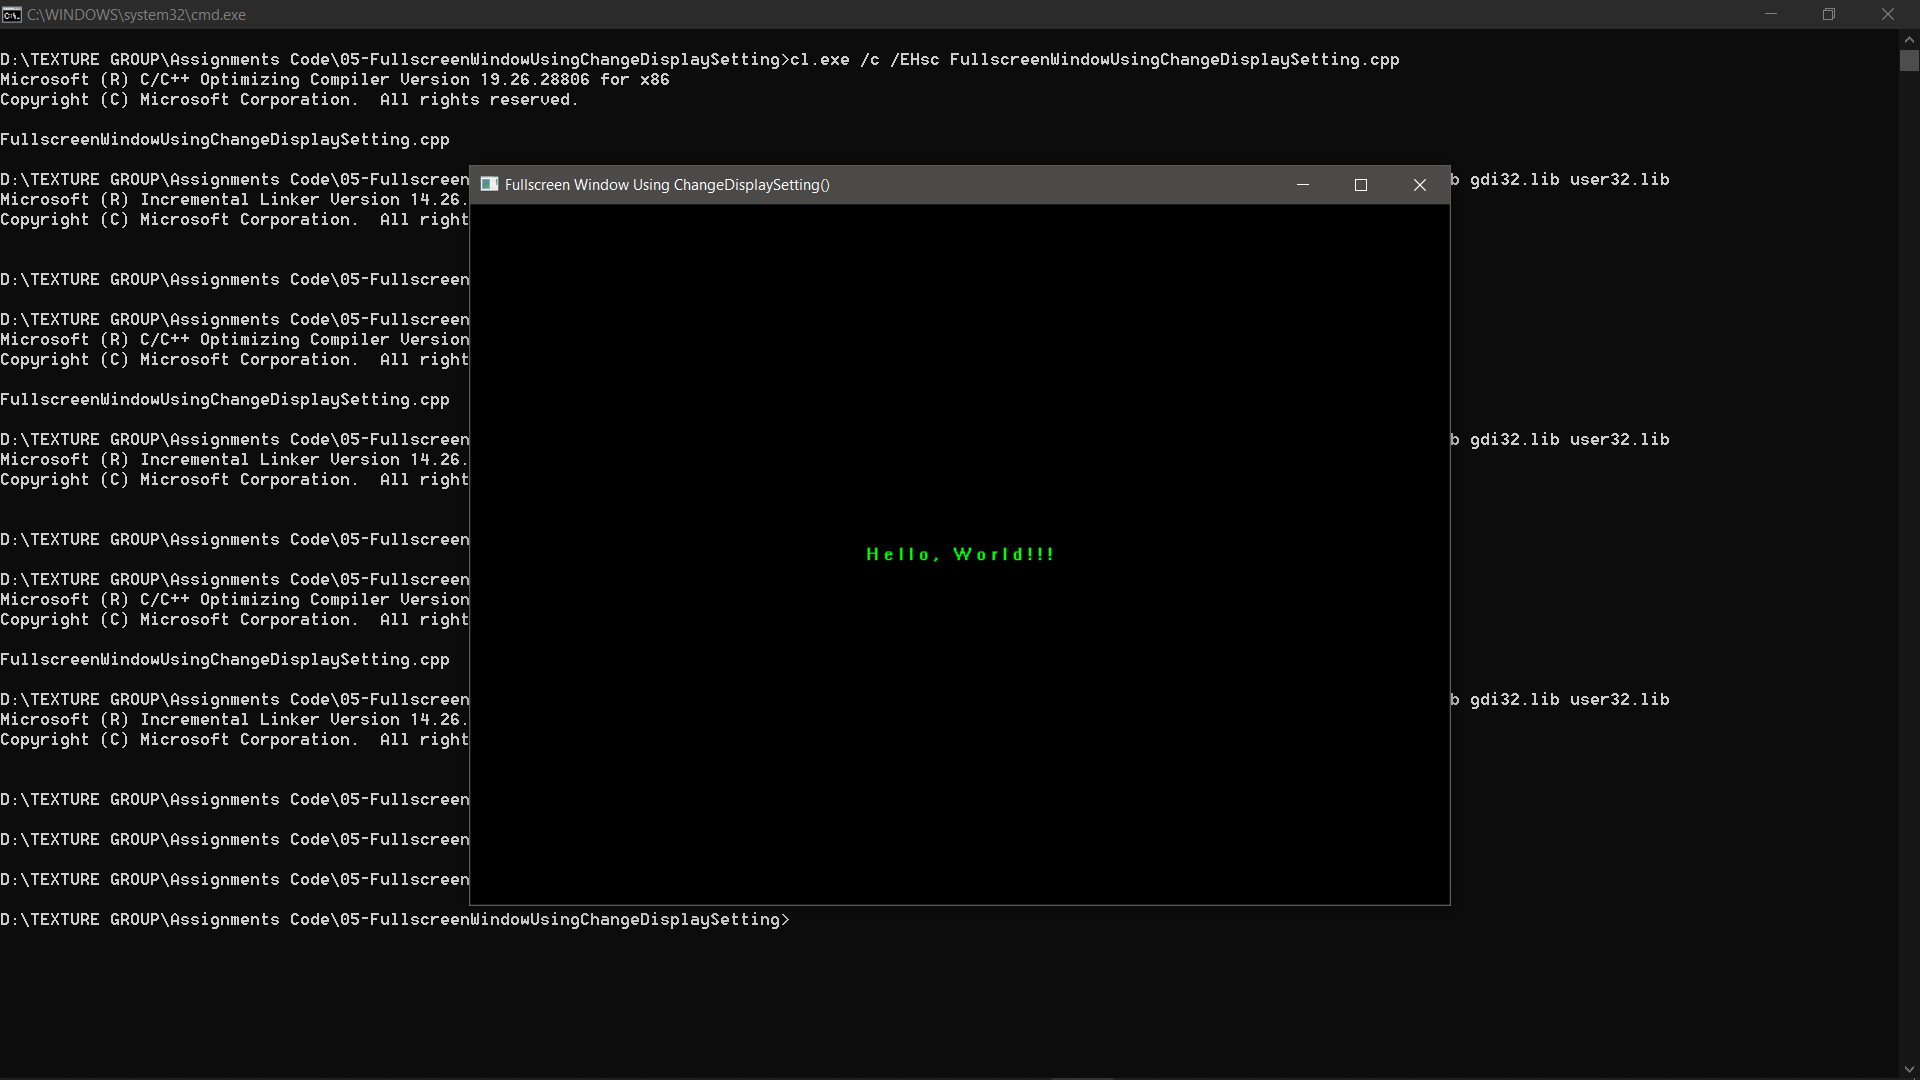 C:\WINDOWS\system32\cmd.exe
D:\TEXTURE GROUP\Assignments Code\05-FullscreenWindowUsingChangeDisplaySetting>cl.exe /c /EHsc FullscreenWindowUsingChangeDisplaySetting.cpp
Microsoft (R) C/C++ Optimizing Compiler Version 19.26.28806 for x86
Copyright (C) Microsoft Corporation.  All rights reserved.
FullscreenWindowUsingChangeDisplaySetting.cpp
D:\TEXTURE GROUP\Assignments Code\05-Fullscreen
b gdi32.lib user32.lib
Microsoft (R) Incremental Linker Version 14.26.
Copyright (C) Microsoft Corporation.  All right
D:\TEXTURE GROUP\Assignments Code\05-Fullscreen
D:\TEXTURE GROUP\Assignments Code\05-Fullscreen
Microsoft (R) C/C++ Optimizing Compiler Version
Copyright (C) Microsoft Corporation.  All right
FullscreenWindowUsingChangeDisplaySetting.cpp
D:\TEXTURE GROUP\Assignments Code\05-Fullscreen
b gdi32.lib user32.lib
Microsoft (R) Incremental Linker Version 14.26.
Copyright (C) Microsoft Corporation.  All right
D:\TEXTURE GROUP\Assignments Code\05-Fullscreen
D:\TEXTURE GROUP\Assignments Code\05-Fullscreen
Microsoft (R) C/C++ Optimizing Compiler Version
Copyright (C) Microsoft Corporation.  All right
FullscreenWindowUsingChangeDisplaySetting.cpp
D:\TEXTURE GROUP\Assignments Code\05-Fullscreen
b gdi32.lib user32.lib
Microsoft (R) Incremental Linker Version 14.26.
Copyright (C) Microsoft Corporation.  All right
D:\TEXTURE GROUP\Assignments Code\05-Fullscreen
D:\TEXTURE GROUP\Assignments Code\05-Fullscreen
D:\TEXTURE GROUP\Assignments Code\05-Fullscreen
D:\TEXTURE GROUP\Assignments Code\05-FullscreenWindowUsingChangeDisplaySetting>
Fullscreen Window Using ChangeDisplaySetting()
Hello, World!!!